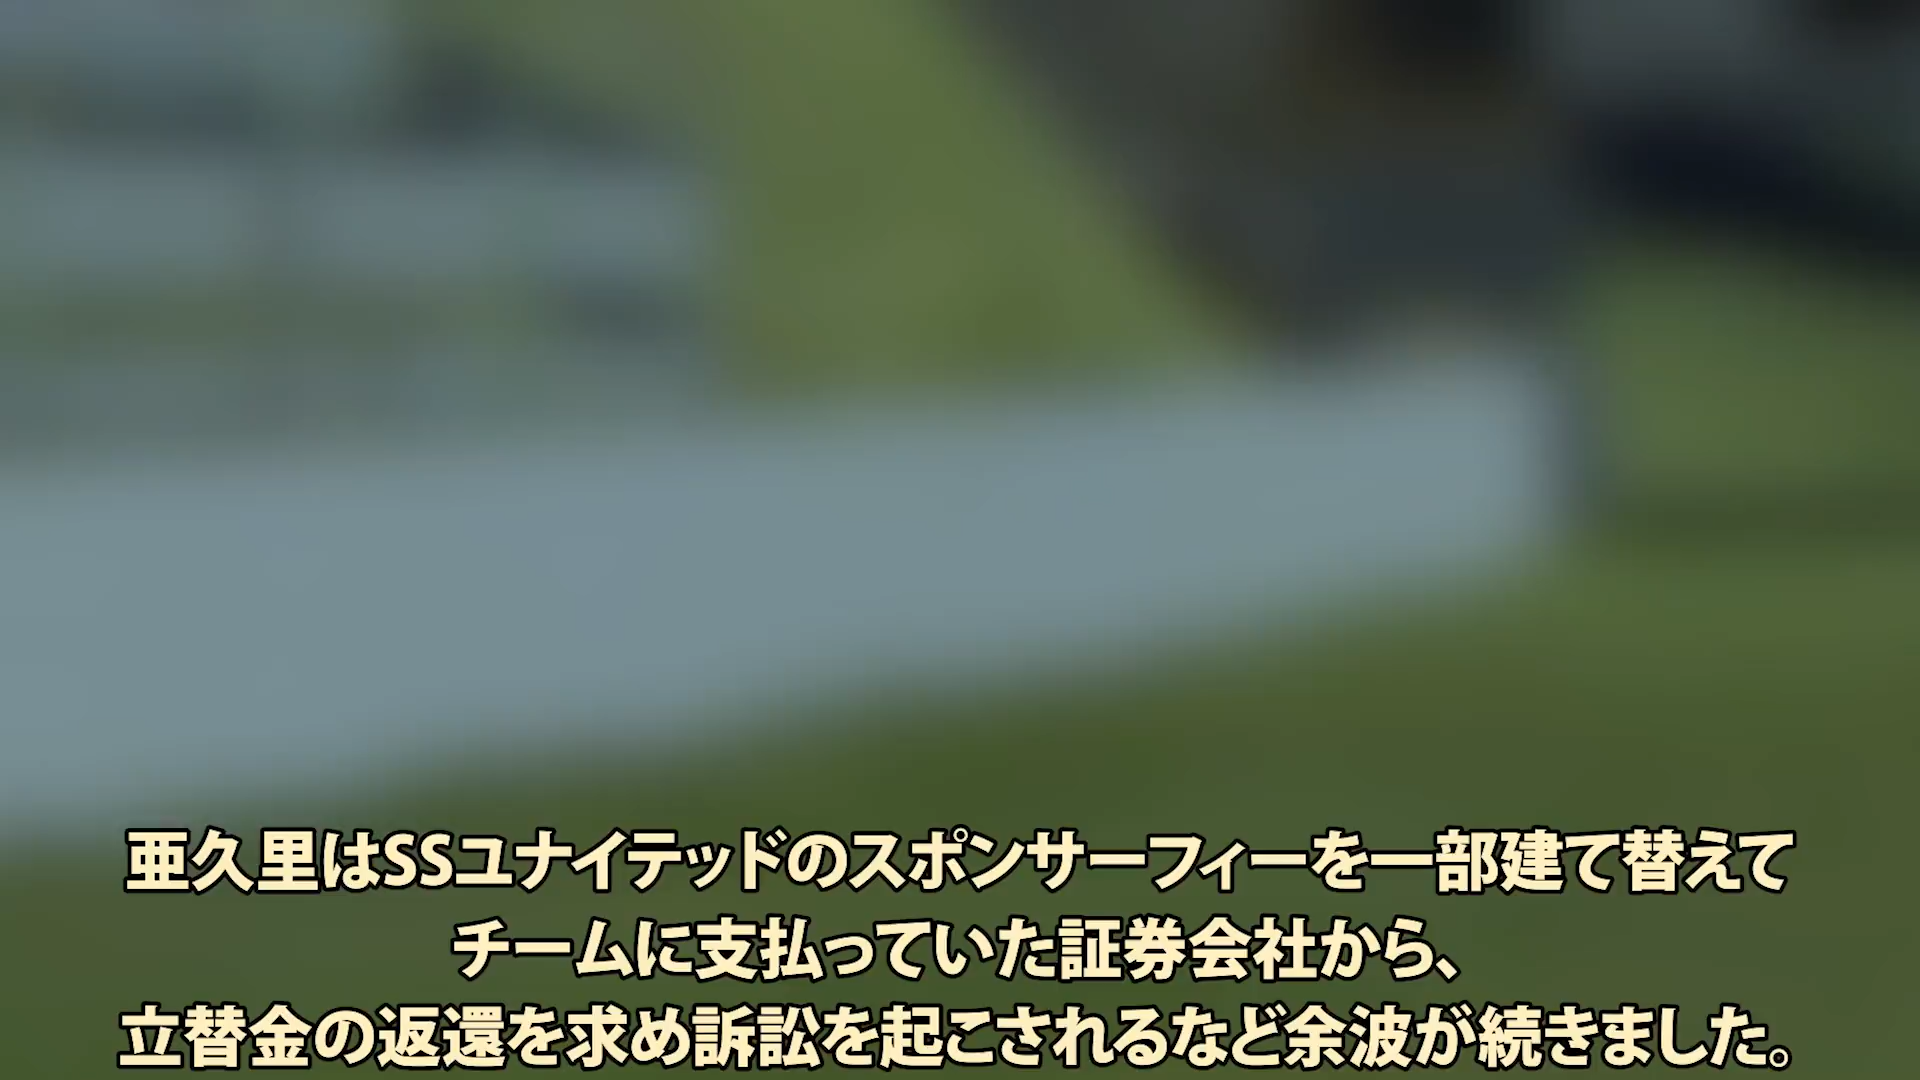 亜久里はSSユナイテッドのスポンサーフィーを一部建て替えて
チームに支払っていた証券会社から、
立替金の返還を求め訴訟を起こされるなど余波が続きました。